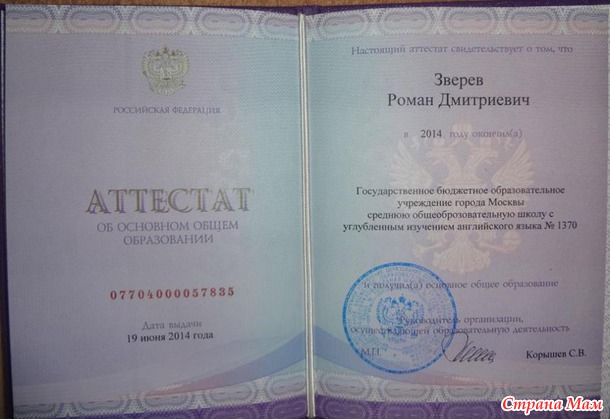 РОССИЙСКАЯ ФЕДЕРАЦИЯ
АТТЕСТАТ
ОБ ОСНОВНОМ ОБЩЕМ
ОБРАЗОВАНИИ
07704000057835
Дата выдачи
19 июня 2014 года
Настоящий аттестат свидетельствует о том, что
Зверев
Роман Дмитриевич
в 2014 году окончил(а)
Государственное бюджетное образовательное
учреждение города Москвы
среднюю общеоброзовательную школу с
углубленным изучением английского языка № 1370
и получил(а) основное общее образование
Руководитель организации,
осуществляющей образовательную деятельность
М.П.
Корышев С.В.
Страна Мам